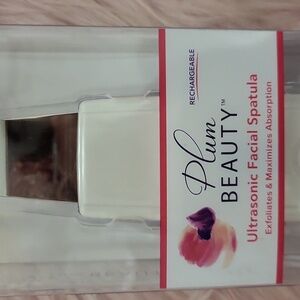 RECHARGEABLE
Plum
BEAUTY™
Ultrasonic Facial Spatula
Exfoliates & Maximizes Absorption